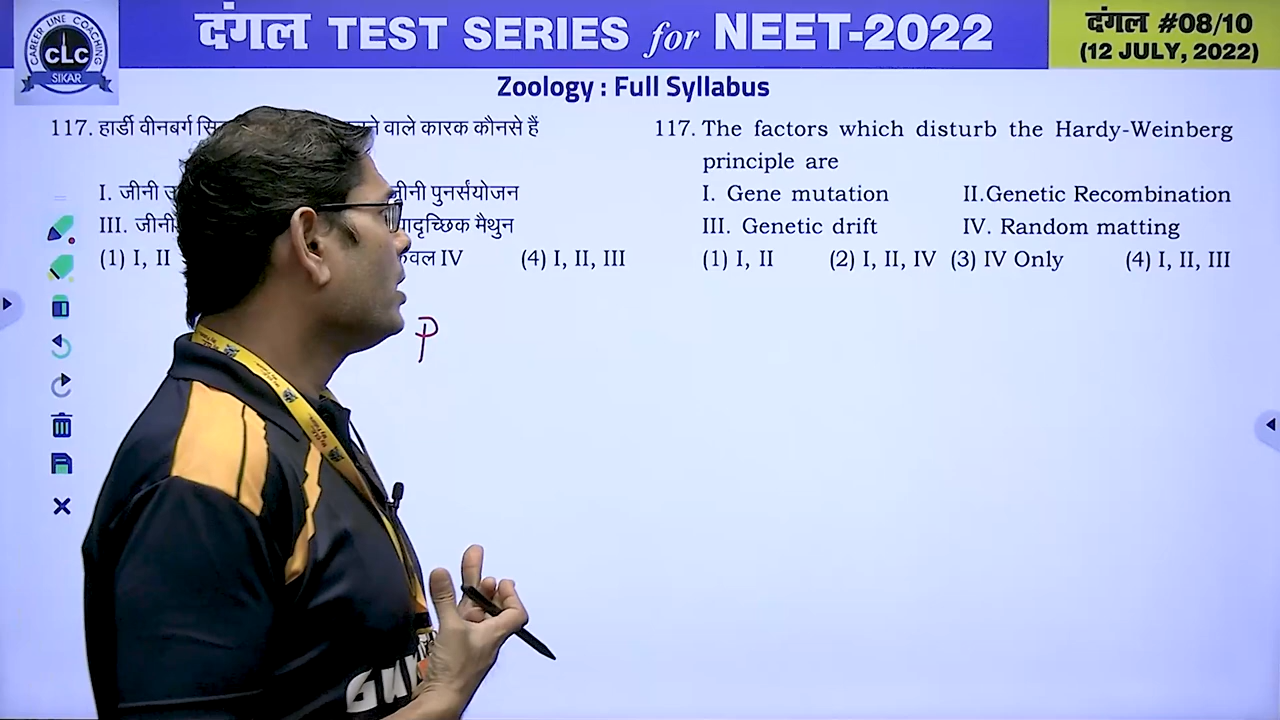 CAREER LINE COACHING
CLC
SIKAR
दंगल TEST SERIES for NEET-2022
दंगल #08/10
(12 JULY, 2022)
Zoology : Full Syllabus
117. हार्डी वीनबर्ग वाले कारक कौनसे हैं
I. जीनी पुनर्संयोजन
III. जीनी मैथुन
(1) I, II IV (4) I, II, III
117. The factors which disturb the Hardy-Weinberg
principle are
I. Gene mutation II.Genetic Recombination
III. Genetic drift IV. Random matting
(1) I, II (2) I, II, IV (3) IV Only (4) I, II, III
P